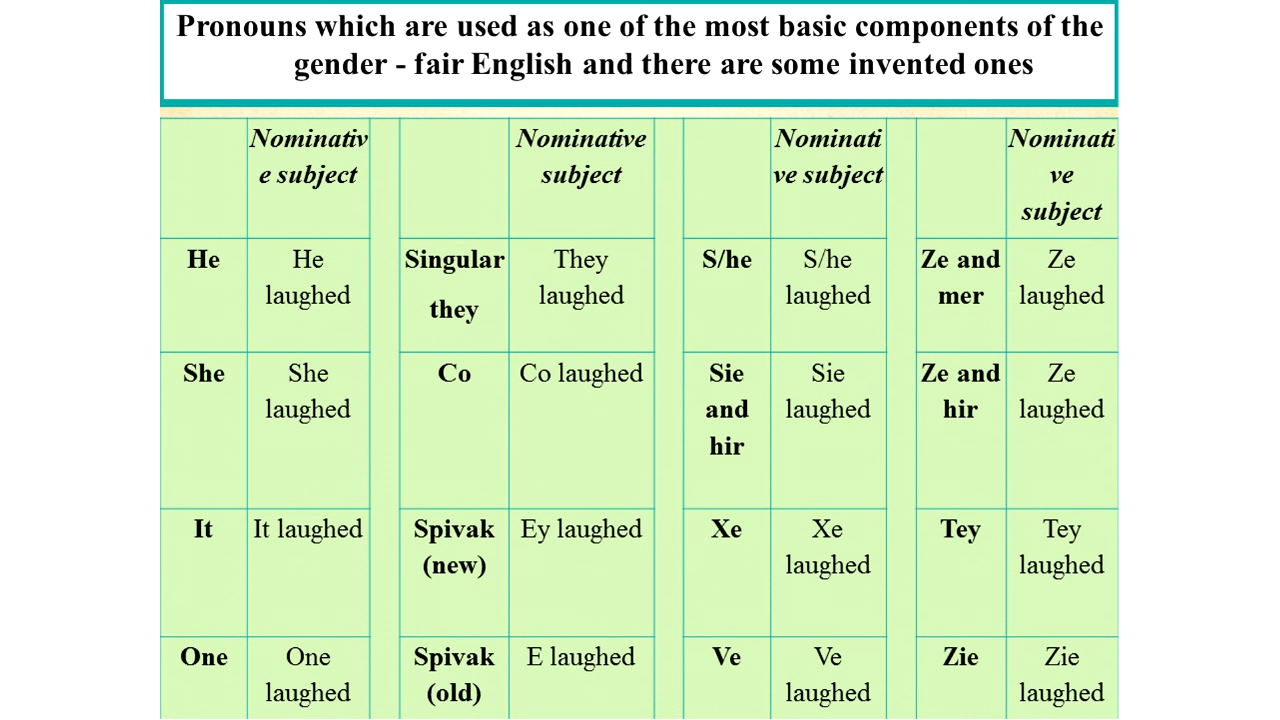 Pronouns which are used as one of the most basic components of the
gender - fair English and there are some invented ones
Nominativ
e subject
Nominative
subject
Nominati
ve subject
Nominati
ve
subject
He
He
laughed
Singular
they
They
laughed
S/he
S/he
laughed
Ze and
mer
Ze
laughed
She
She
laughed
Co
Co laughed
Sie
and
hir
Sie
laughed
Ze and
hir
Ze
laughed
It
It laughed
Spivak
(new)
Ey laughed
Xe
Xe
laughed
Tey
Tey
laughed
One
One
laughed
Spivak
(old)
E laughed
Ve
Ve
laughed
Zie
Zie
laughed